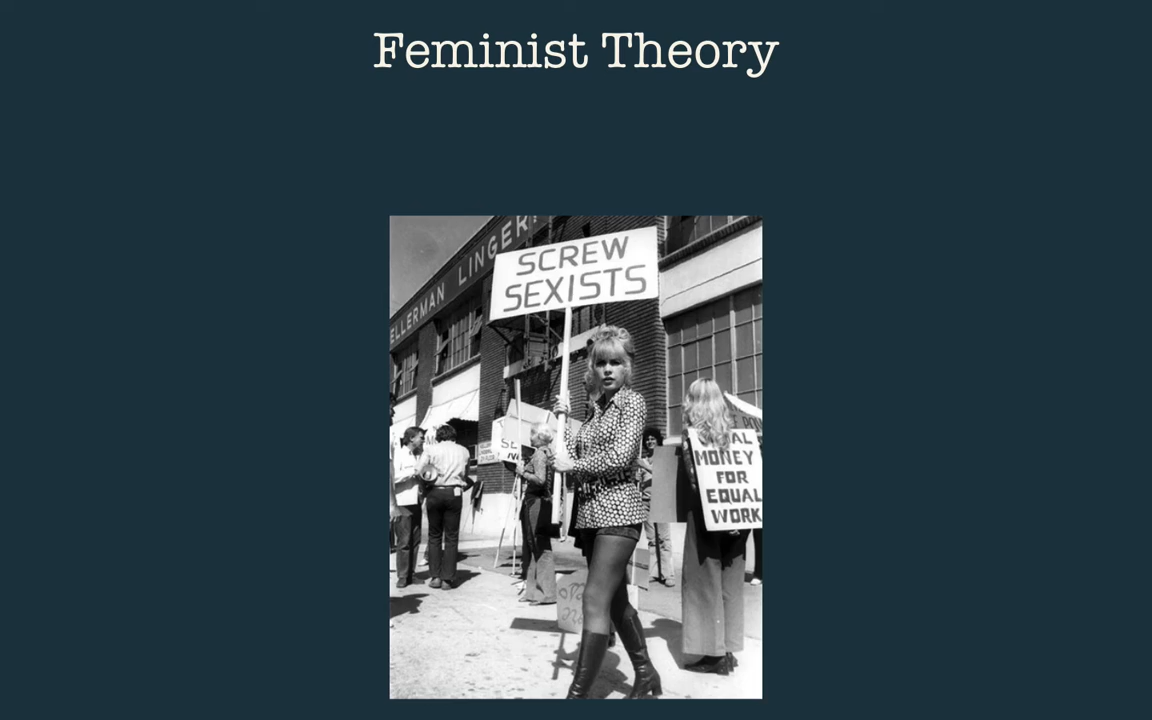 Feminist Theory
ELLERMAN LINGER
SCREW
SEXISTS
MONEY
FOR
EQUAL
WORK